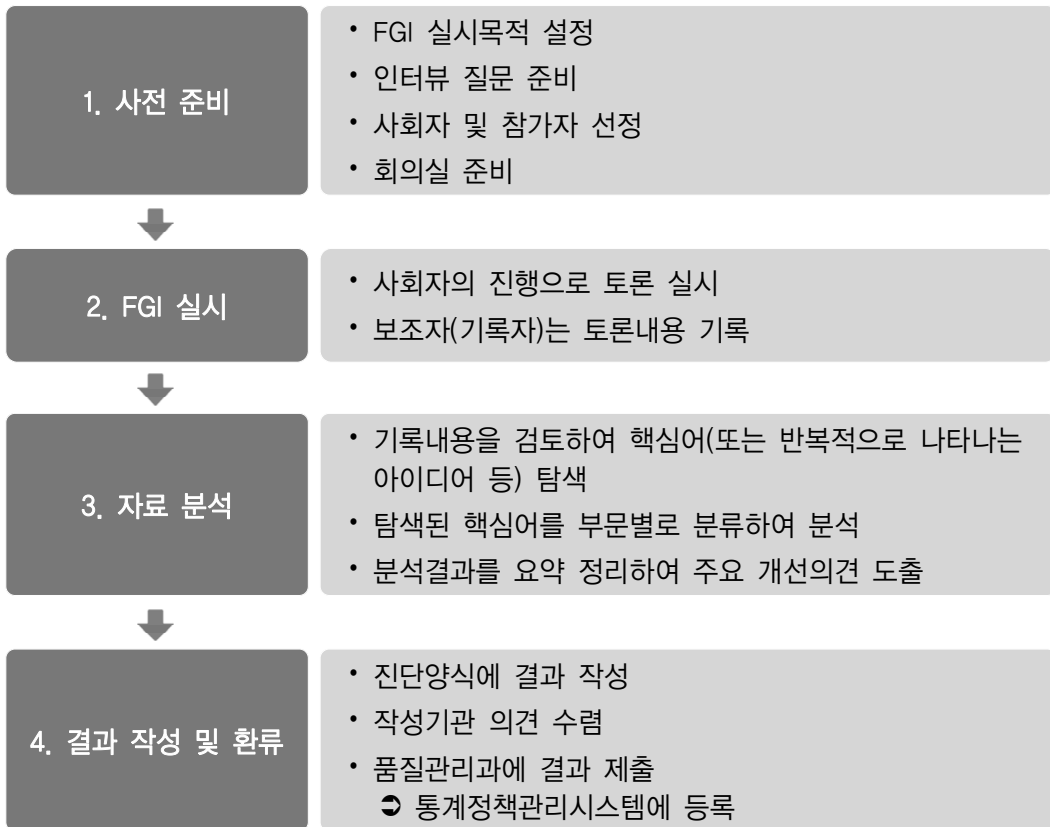 1. 사전 준비
• FGI 실시목적 설정
• 인터뷰 질문 준비
• 사회자 및 참가자 선정
• 회의실 준비
2. FGI 실시
• 사회자의 진행으로 토론 실시
• 보조자(기록자)는 토론내용 기록
3. 자료 분석
• 기록내용을 검토하여 핵심어(또는 반복적으로 나타나는
아이디어 등) 탐색
• 탐색된 핵심어를 부문별로 분류하여 분석
• 분석결과를 요약 정리하여 주요 개선의견 도출
4. 결과 작성 및 환류
• 진단양식에 결과 작성
• 작성기관 의견 수렴
• 품질관리과에 결과 제출
➲ 통계정책관리시스템에 등록